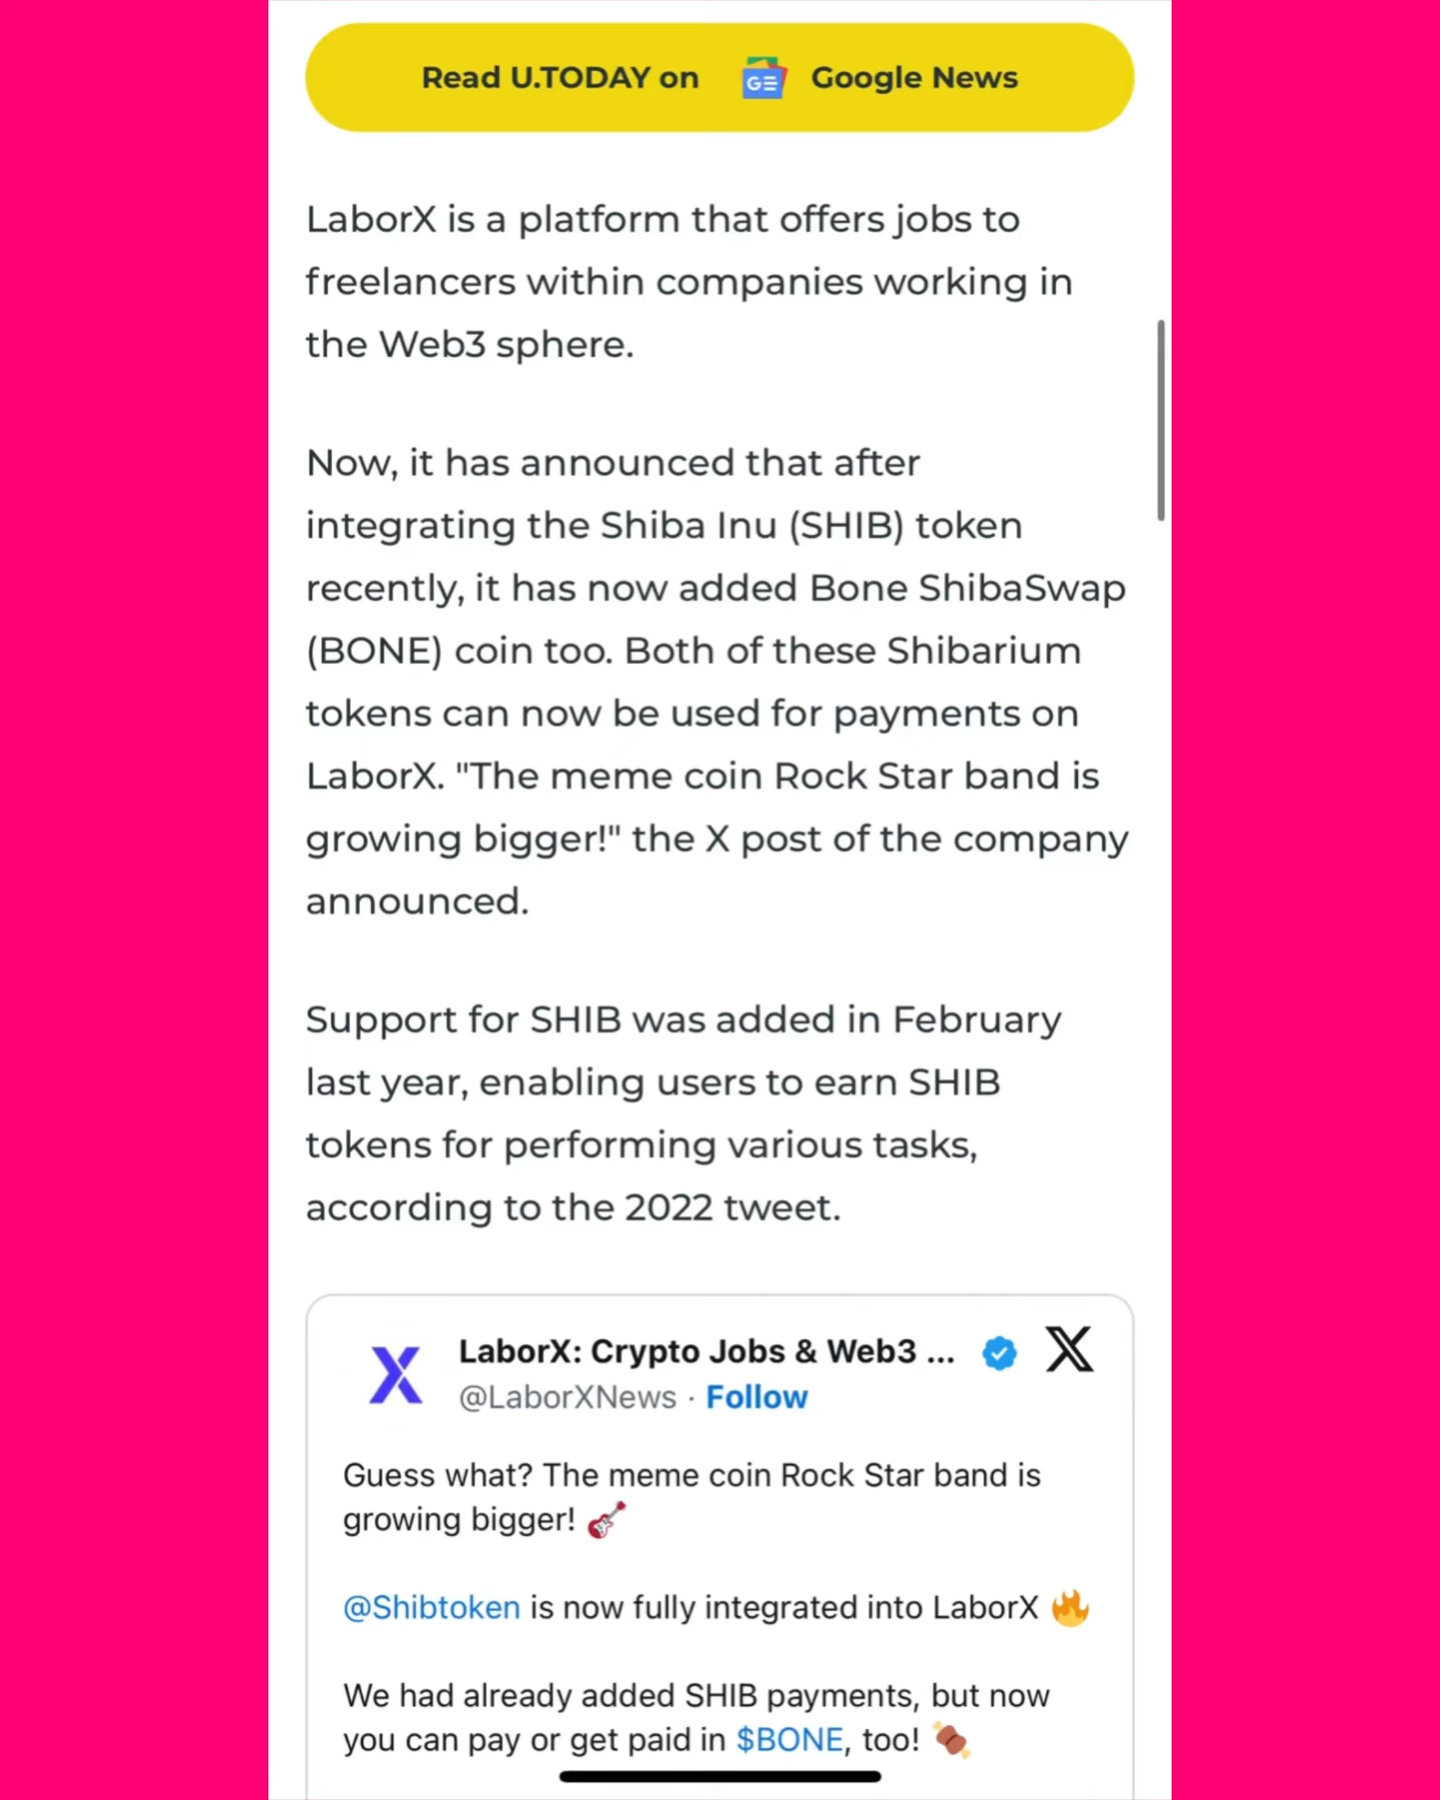 Read U.TODAY on GE Google News
LaborX is a platform that offers jobs to
freelancers within companies working in
the Web3 sphere.
Now, it has announced that after
integrating the Shiba Inu (SHIB) token
recently, it has now added Bone ShibaSwap
(BONE) coin too. Both of these Shibarium
tokens can now be used for payments on
LaborX. "The meme coin Rock Star band is
growing bigger!" the X post of the company
announced.
Support for SHIB was added in February
last year, enabling users to earn SHIB
tokens for performing various tasks,
according to the 2022 tweet.
LaborX: Crypto Jobs & Web3 ...
@LaborXNews · Follow
Guess what? The meme coin Rock Star band is
growing bigger! 🎸
@Shibtoken is now fully integrated into LaborX 🔥
We had already added SHIB payments, but now
you can pay or get paid in $BONE, too! 🍖